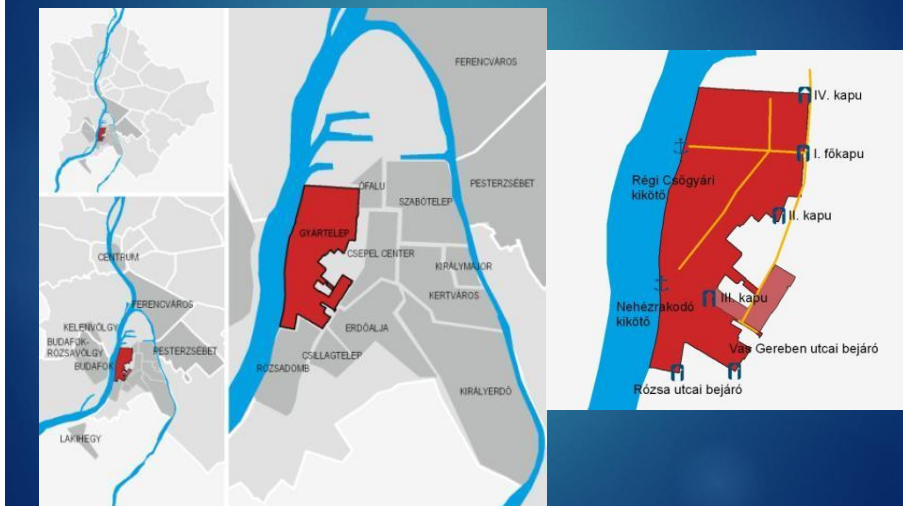 CENTRUM
FERENCVÁROS
KELENVÖLGY
BUDAFOK-
RÓZSAVÖLGY
BUDAFOK
PESTERZSÉBET
LAKIHEGY
FERENCVÁROS
PESTERZSÉBET
ÓFALU
SZABÓTELEP
GYÁRTELEP
CSEPEL CENTER
KIRÁLYMAJOR
KERTVÁROS
ERDŐALJA
CSILLAGTELEP
RÓZSADOMB
KIRÁLYERDŐ
IV. kapu
I. főkapu
Régi Csőgyári
kikötő
II. kapu
III. kapu
Nehézrakodó
kikötő
Vas Gereben utcai bejáró
Rózsa utcai bejáró